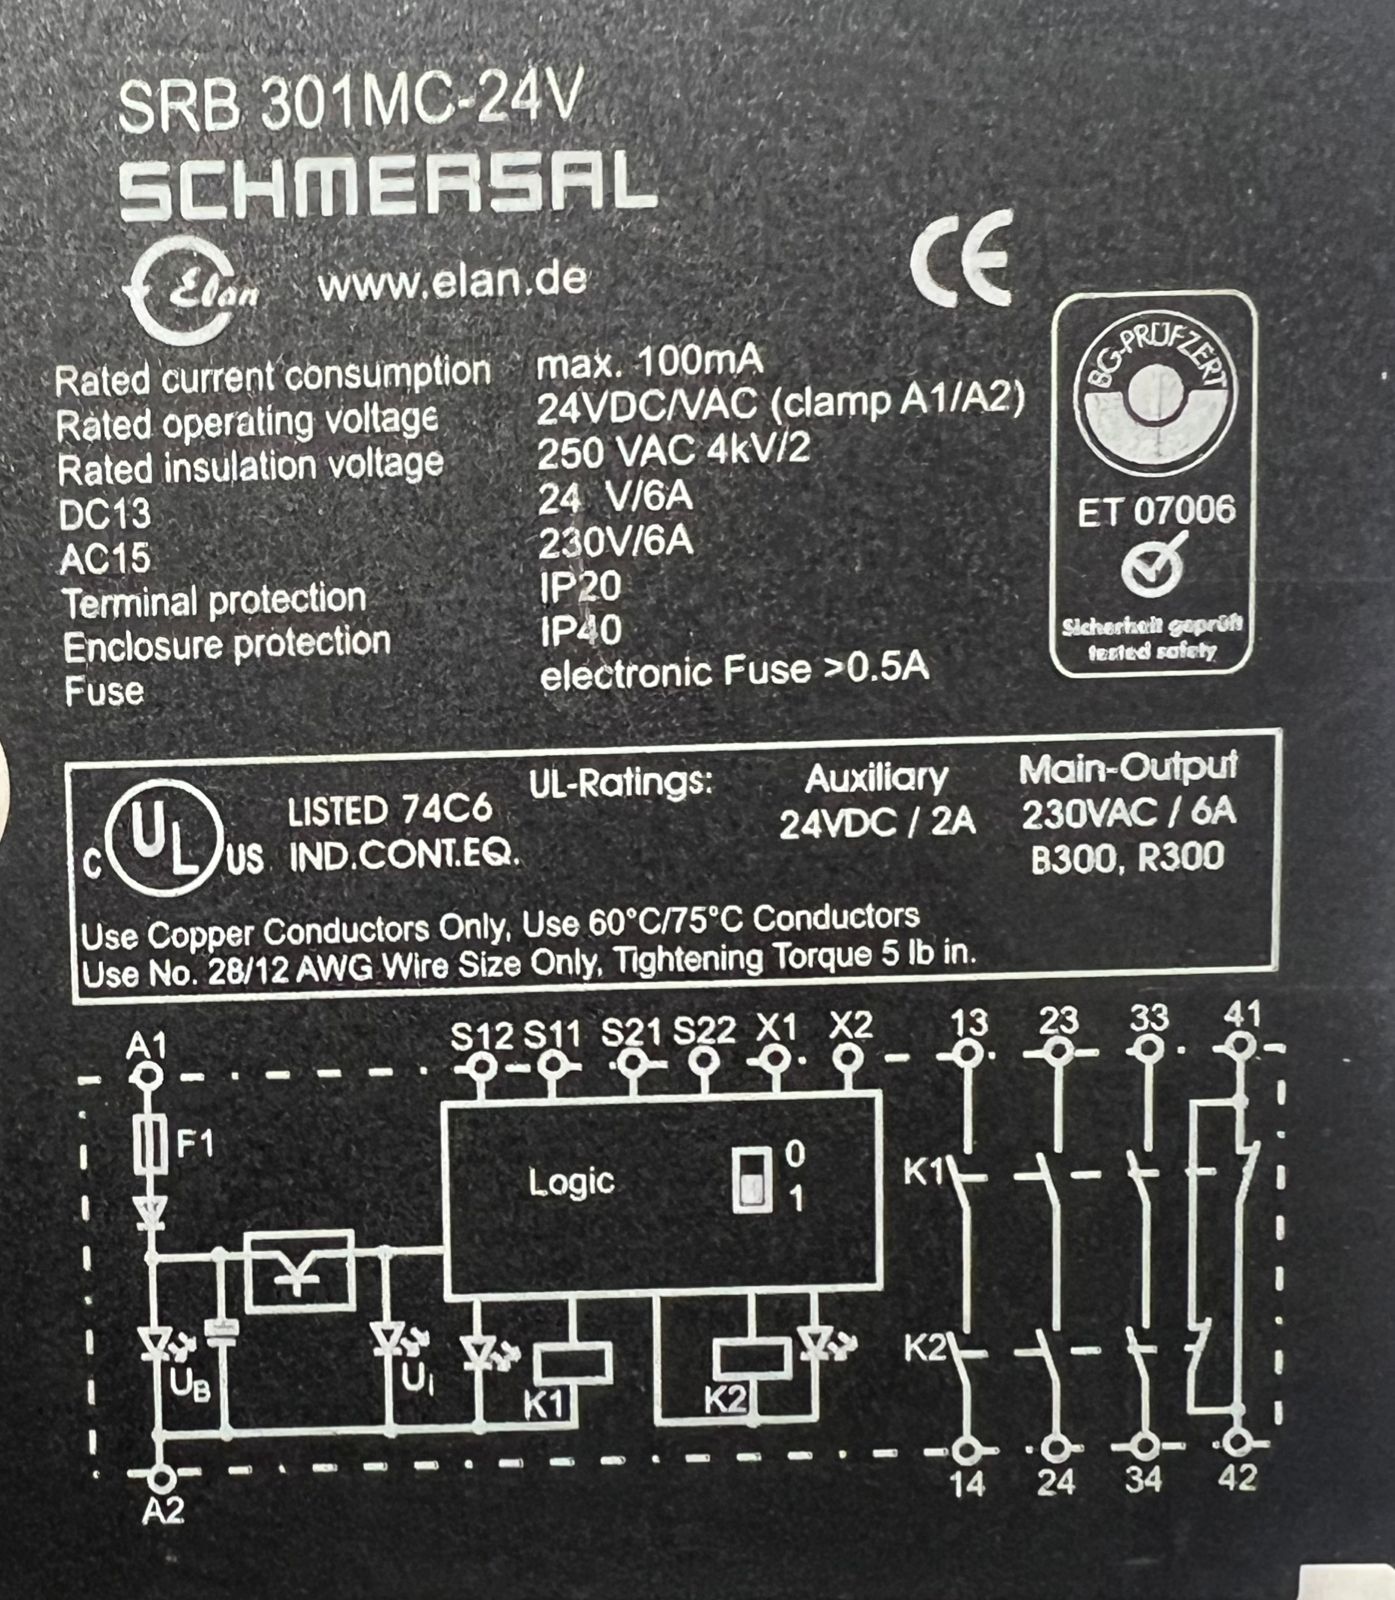 SRB 301MC-24V
SCHMERSAL
Elan www.elan.de
CE
Rated current consumption max. 100mA
Rated operating voltage 24VDC/VAC (clamp A1/A2)
Rated insulation voltage 250 VAC 4kV/2
DC13 24 V/6A
AC15 230V/6A
Terminal protection IP20
Enclosure protection IP40
Fuse electronic Fuse >0.5A
BG-PRÜFZERT
ET 07006
Sicherheit geprüft
tested safety
C UL US
LISTED 74C6
IND.CONT.EQ.
UL-Ratings: Auxiliary Main-Output
24VDC / 2A 230VAC / 6A
B300, R300
Use Copper Conductors Only, Use 60°C/75°C Conductors
Use No. 28/12 AWG Wire Size Only, Tightening Torque 5 lb in.
A1 S12 S11 S21 S22 X1 X2 13 23 33 41
F1
Logic 0
1
K1
UB UI K1 K2 K2
A2 14 24 34 42